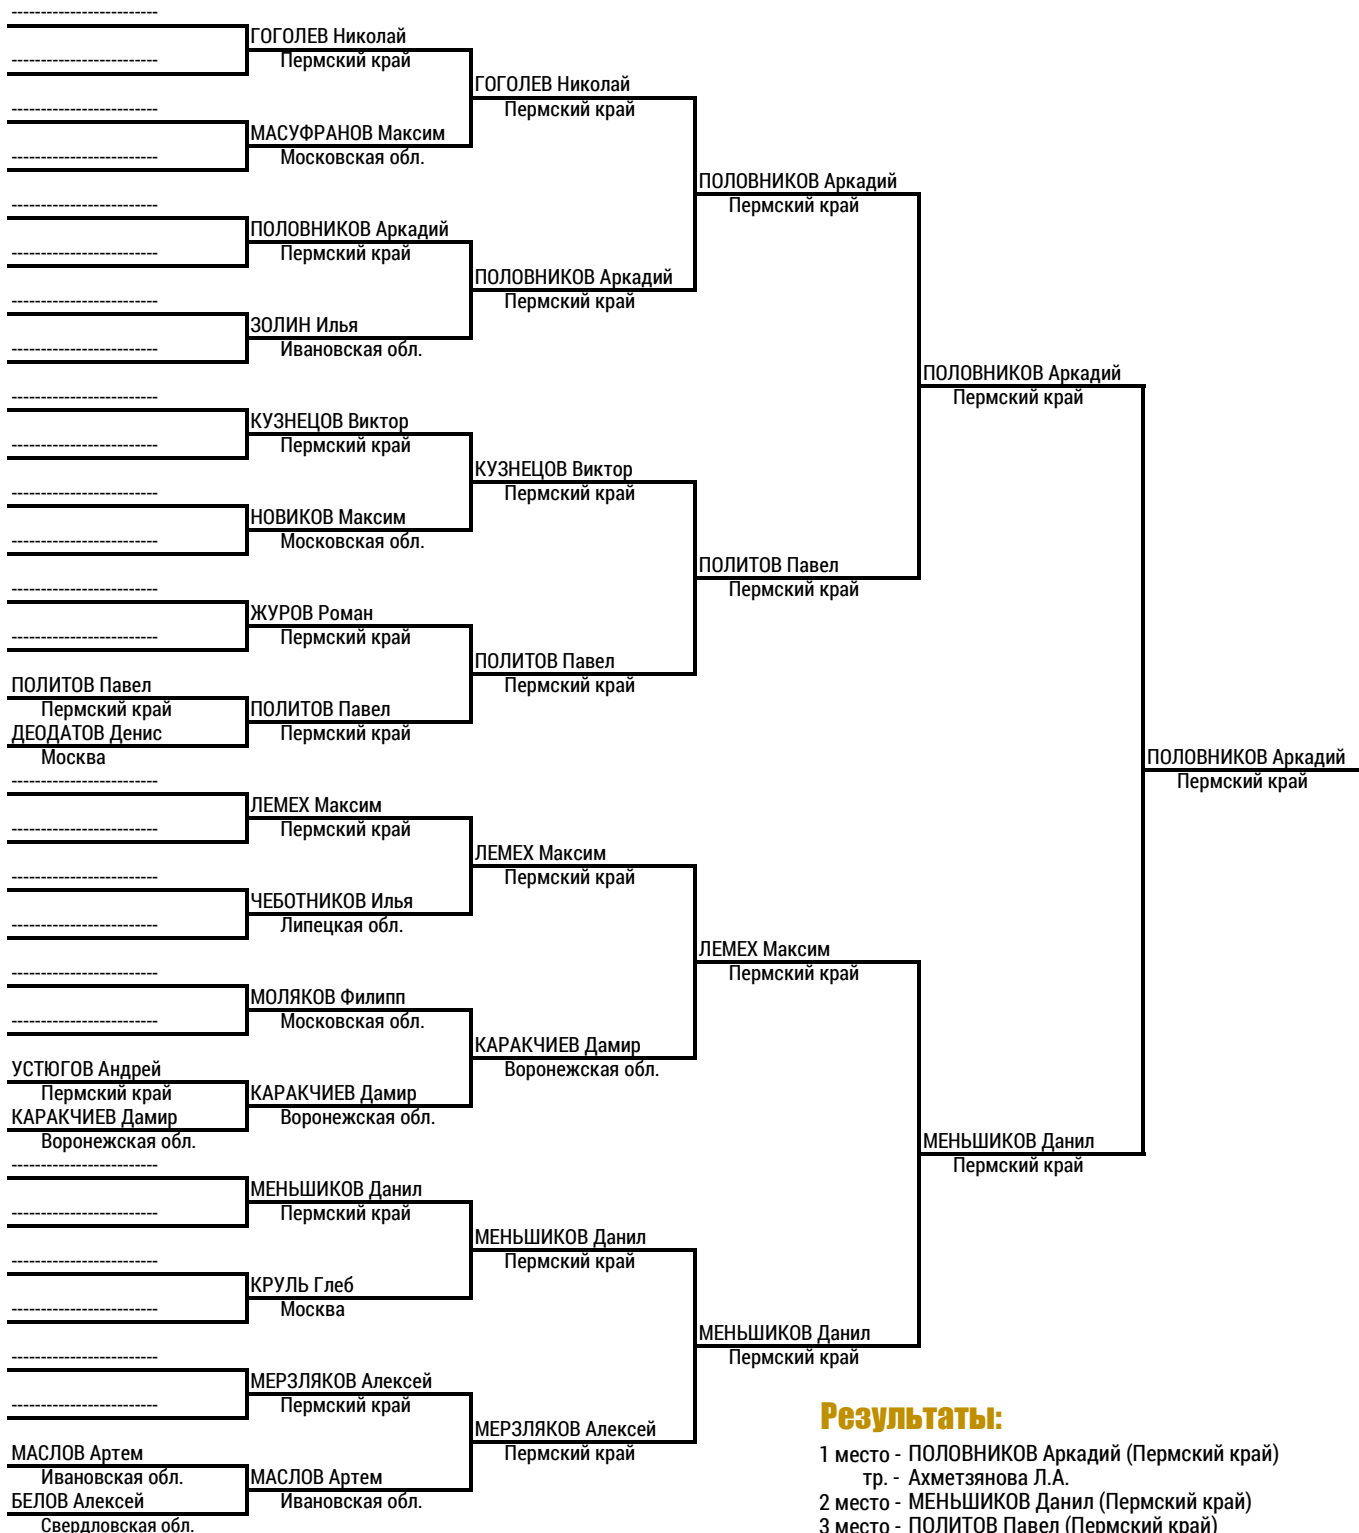 -------------------------
-------------------------
ГОГОЛЕВ Николай
Пермский край
-------------------------
-------------------------
МАСУФРАНОВ Максим
Московская обл.
ГОГОЛЕВ Николай
Пермский край
-------------------------
-------------------------
ПОЛОВНИКОВ Аркадий
Пермский край
-------------------------
-------------------------
ЗОЛИН Илья
Ивановская обл.
ПОЛОВНИКОВ Аркадий
Пермский край
ПОЛОВНИКОВ Аркадий
Пермский край
-------------------------
-------------------------
КУЗНЕЦОВ Виктор
Пермский край
-------------------------
-------------------------
НОВИКОВ Максим
Московская обл.
КУЗНЕЦОВ Виктор
Пермский край
-------------------------
-------------------------
ЖУРОВ Роман
Пермский край
ПОЛИТОВ Павел
Пермский край
ДЕОДАТОВ Денис
Москва
ПОЛИТОВ Павел
Пермский край
ПОЛИТОВ Павел
Пермский край
ПОЛИТОВ Павел
Пермский край
ПОЛОВНИКОВ Аркадий
Пермский край
-------------------------
-------------------------
ЛЕМЕХ Максим
Пермский край
-------------------------
-------------------------
ЧЕБОТНИКОВ Илья
Липецкая обл.
ЛЕМЕХ Максим
Пермский край
-------------------------
-------------------------
МОЛЯКОВ Филипп
Московская обл.
УСТЮГОВ Андрей
Пермский край
КАРАКЧИЕВ Дамир
Воронежская обл.
КАРАКЧИЕВ Дамир
Воронежская обл.
КАРАКЧИЕВ Дамир
Воронежская обл.
ЛЕМЕХ Максим
Пермский край
-------------------------
-------------------------
МЕНЬШИКОВ Данил
Пермский край
-------------------------
-------------------------
КРУЛЬ Глеб
Москва
МЕНЬШИКОВ Данил
Пермский край
-------------------------
-------------------------
МЕРЗЛЯКОВ Алексей
Пермский край
МАСЛОВ Артем
Ивановская обл.
БЕЛОВ Алексей
Свердловская обл.
МАСЛОВ Артем
Ивановская обл.
МЕРЗЛЯКОВ Алексей
Пермский край
МЕНЬШИКОВ Данил
Пермский край
МЕНЬШИКОВ Данил
Пермский край
ПОЛОВНИКОВ Аркадий
Пермский край
Результаты:
1 место - ПОЛОВНИКОВ Аркадий (Пермский край)
тр. - Ахметзянова Л.А.
2 место - МЕНЬШИКОВ Данил (Пермский край)
3 место - ПОЛИТОВ Павел (Пермский край)